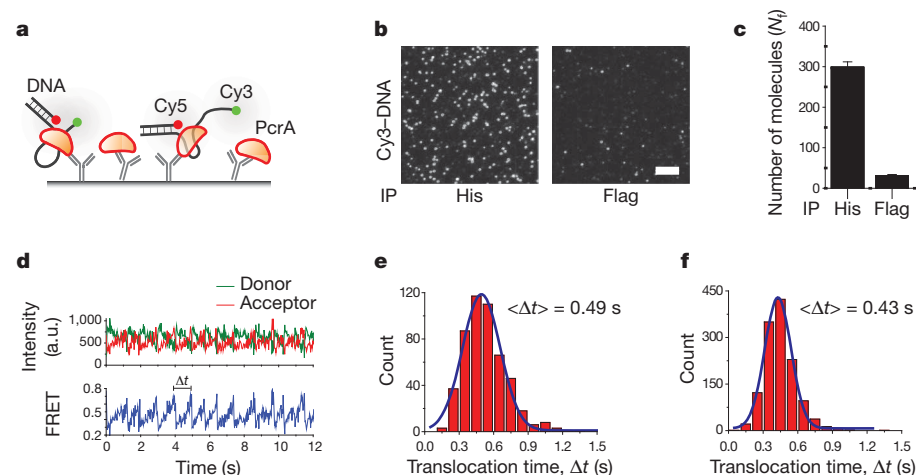 a
DNA
Cy5
Cy3
PcrA
b
Cy3–DNA
IP
His
Flag
c
Number of molecules (Nf)
400
300
200
100
0
IP
His
Flag
d
Donor
Acceptor
Intensity
(a.u.)
1,000
500
0
FRET
0.8
0.5
0.2
Δt
0 2 4 6 8 10 12
Time (s)
e
Count
120
80
40
0
<Δt> = 0.49 s
0.0 0.3 0.6 0.9 1.2 1.5
Translocation time, Δt (s)
f
Count
450
300
150
0
<Δt> = 0.43 s
0.0 0.3 0.6 0.9 1.2 1.5
Translocation time, Δt (s)